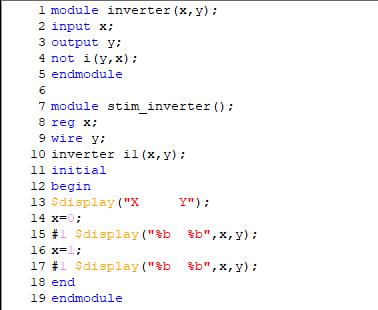 1 module inverter(x,y);
2 input x;
3 output y;
4 not i(y,x);
5 endmodule
6
7 module stim_inverter();
8 reg x;
9 wire y;
10 inverter i1(x,y);
11 initial
12 begin
13 $display("X     Y");
14 x=0;
15 #1 $display("%b  %b",x,y);
16 x=1;
17 #1 $display("%b  %b",x,y);
18 end
19 endmodule